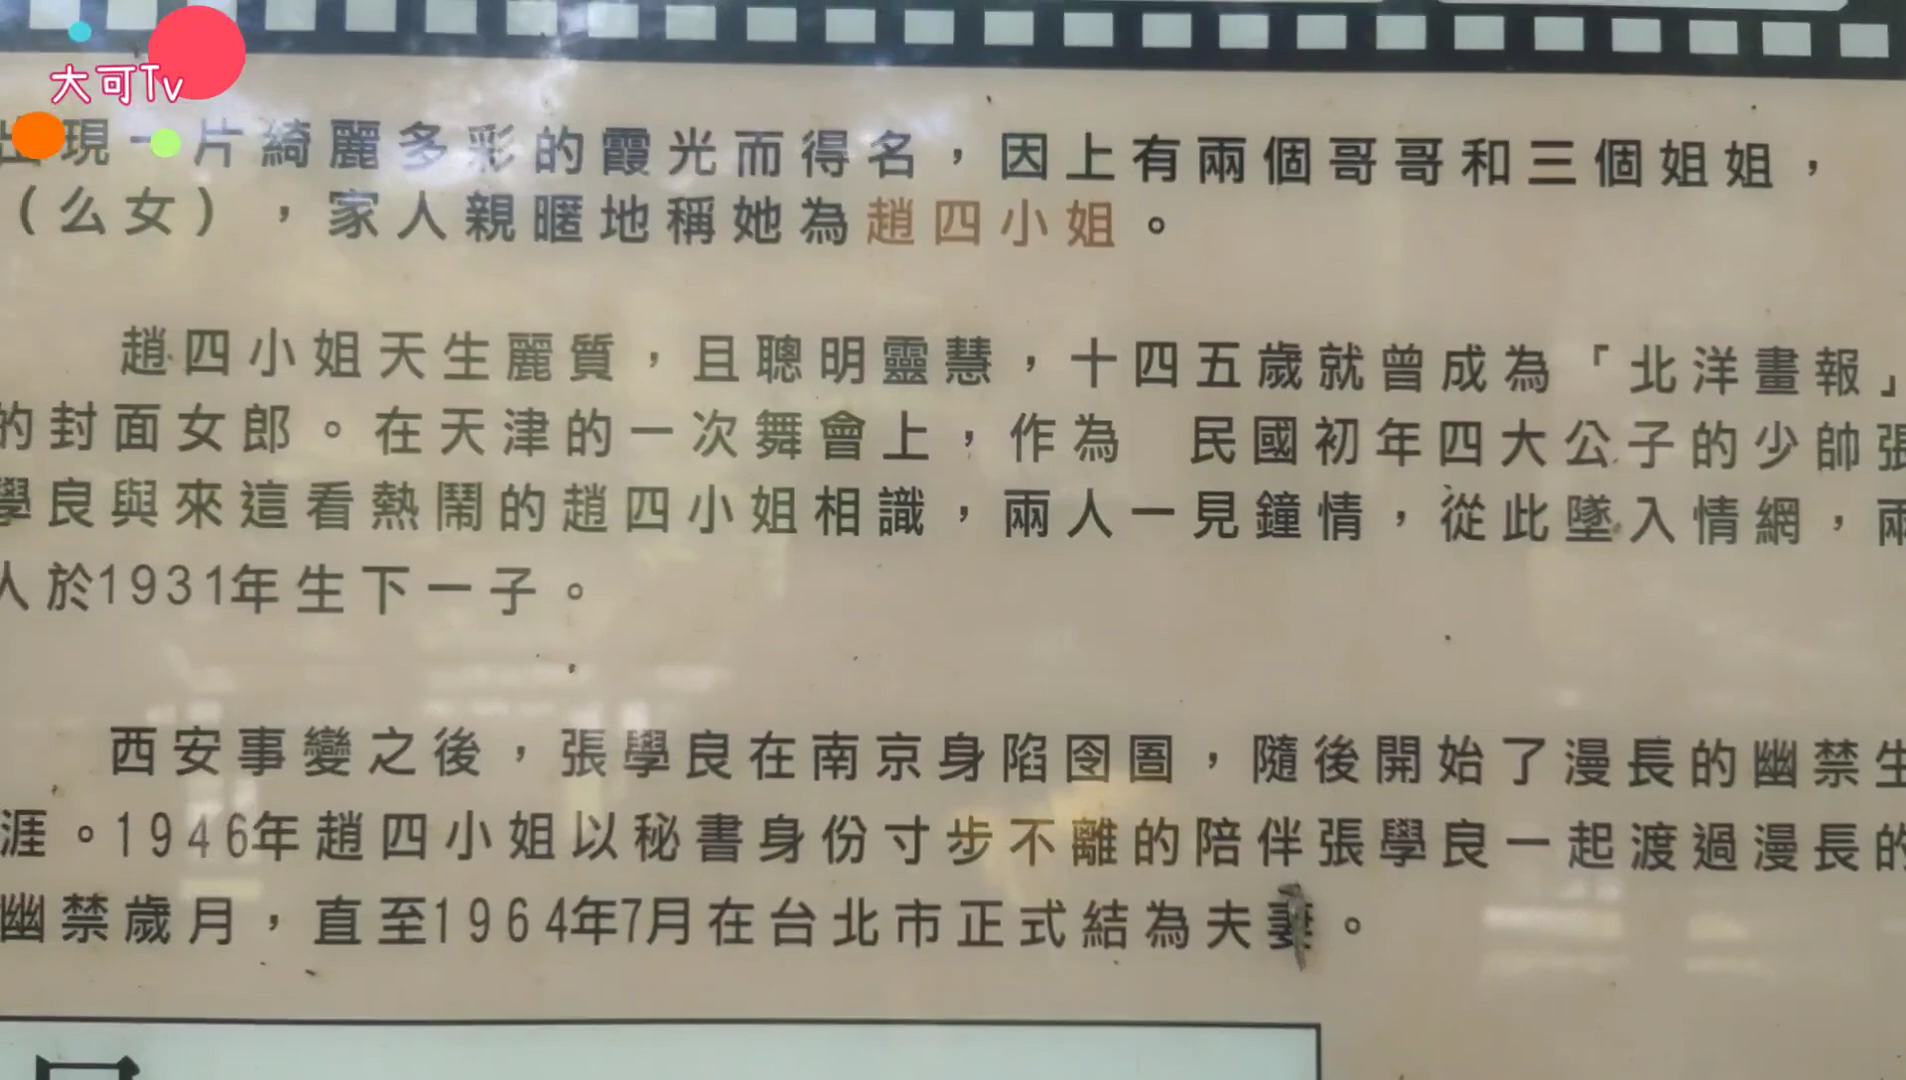 大可Tv
出現一片綺麗多彩的霞光而得名，因上有兩個哥哥和三個姐姐，
（么女），家人親暱地稱她為趙四小姐。
趙四小姐天生麗質，且聰明靈慧，十四五歲就曾成為「北洋畫報」
的封面女郎。在天津的一次舞會上，作為 民國初年四大公子的少帥張
學良與來這看熱鬧的趙四小姐相識，兩人一見鐘情，從此墜入情網，兩
人於1931年生下一子。
西安事變之後，張學良在南京身陷囹圄，隨後開始了漫長的幽禁生
涯。1946年趙四小姐以秘書身份寸步不離的陪伴張學良一起渡過漫長的
幽禁歲月，直至1964年7月在台北市正式結為夫妻。